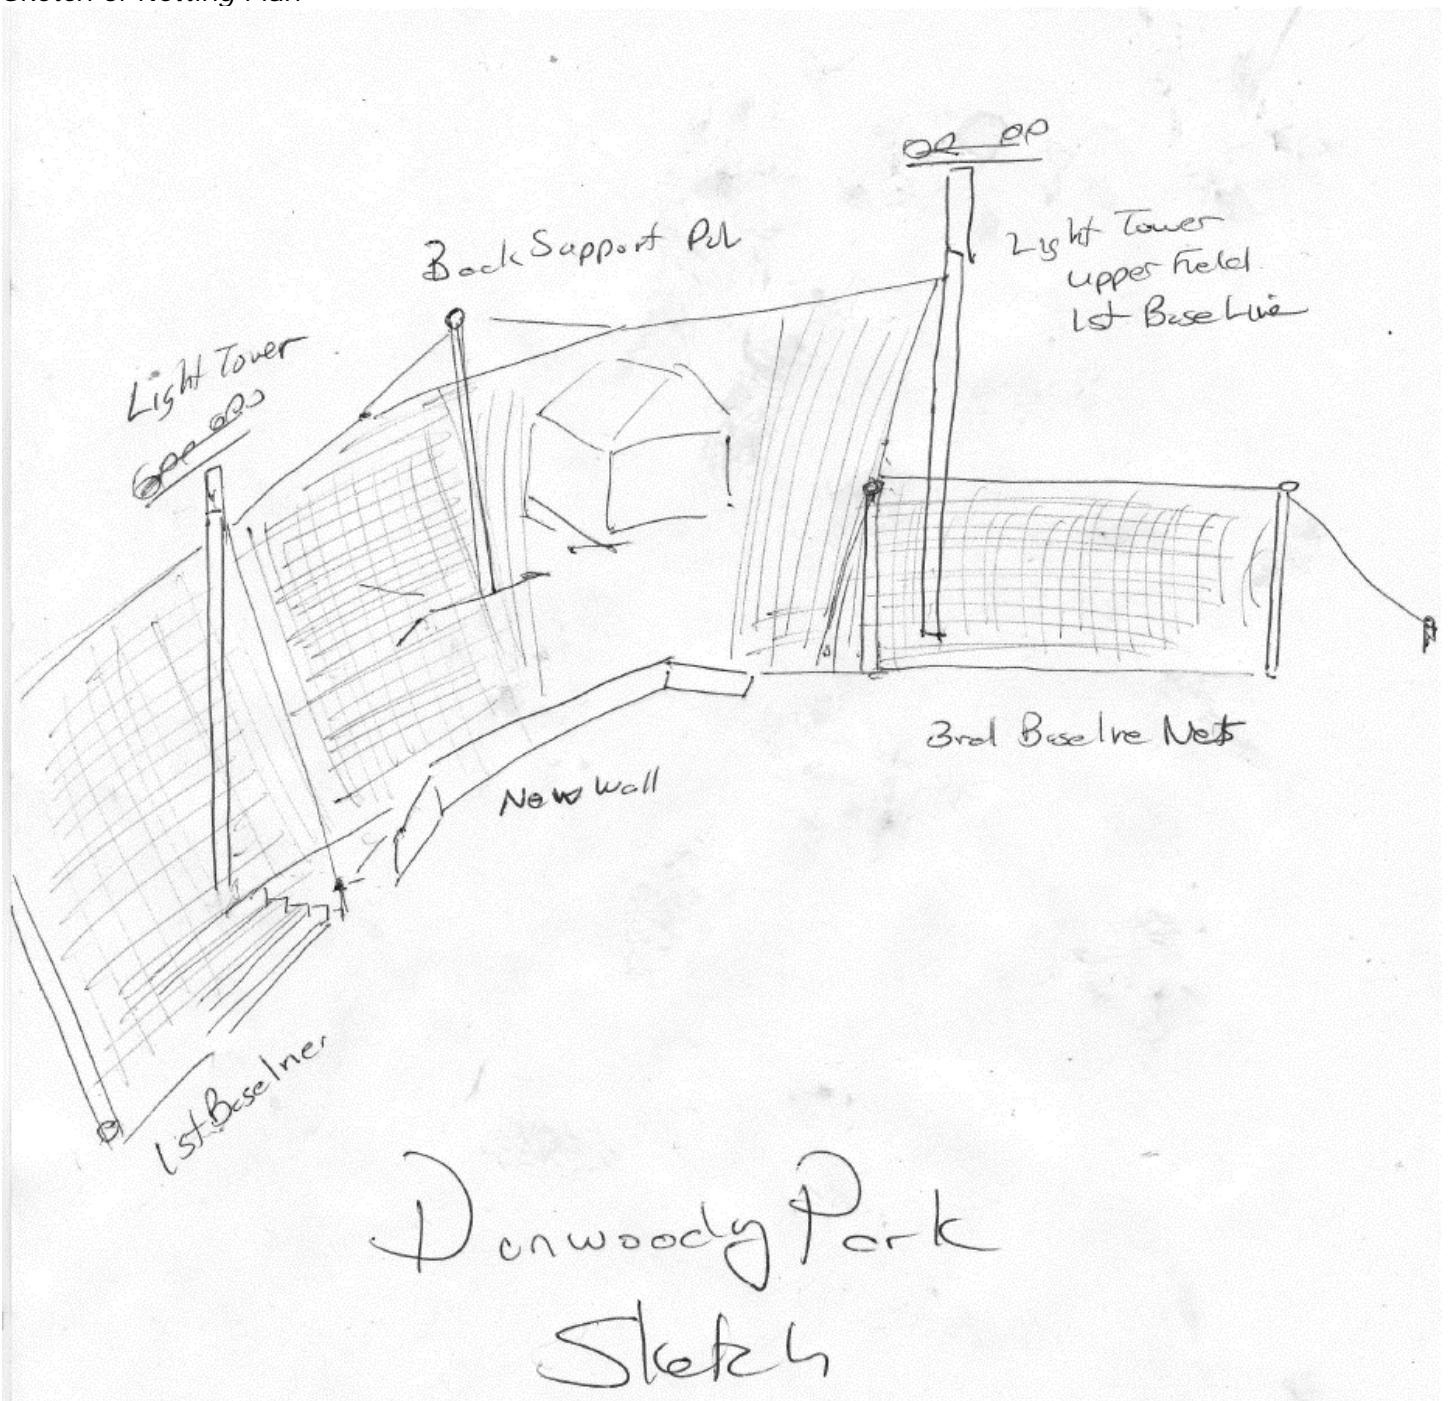 Sketch of Netting Plan
Back Support Pol
Light Tower
Upper Field
1st Base Line
Light Tower
3rd Baseline Nets
New Wall
1st Baseline
Dunwoody Park
Sketch